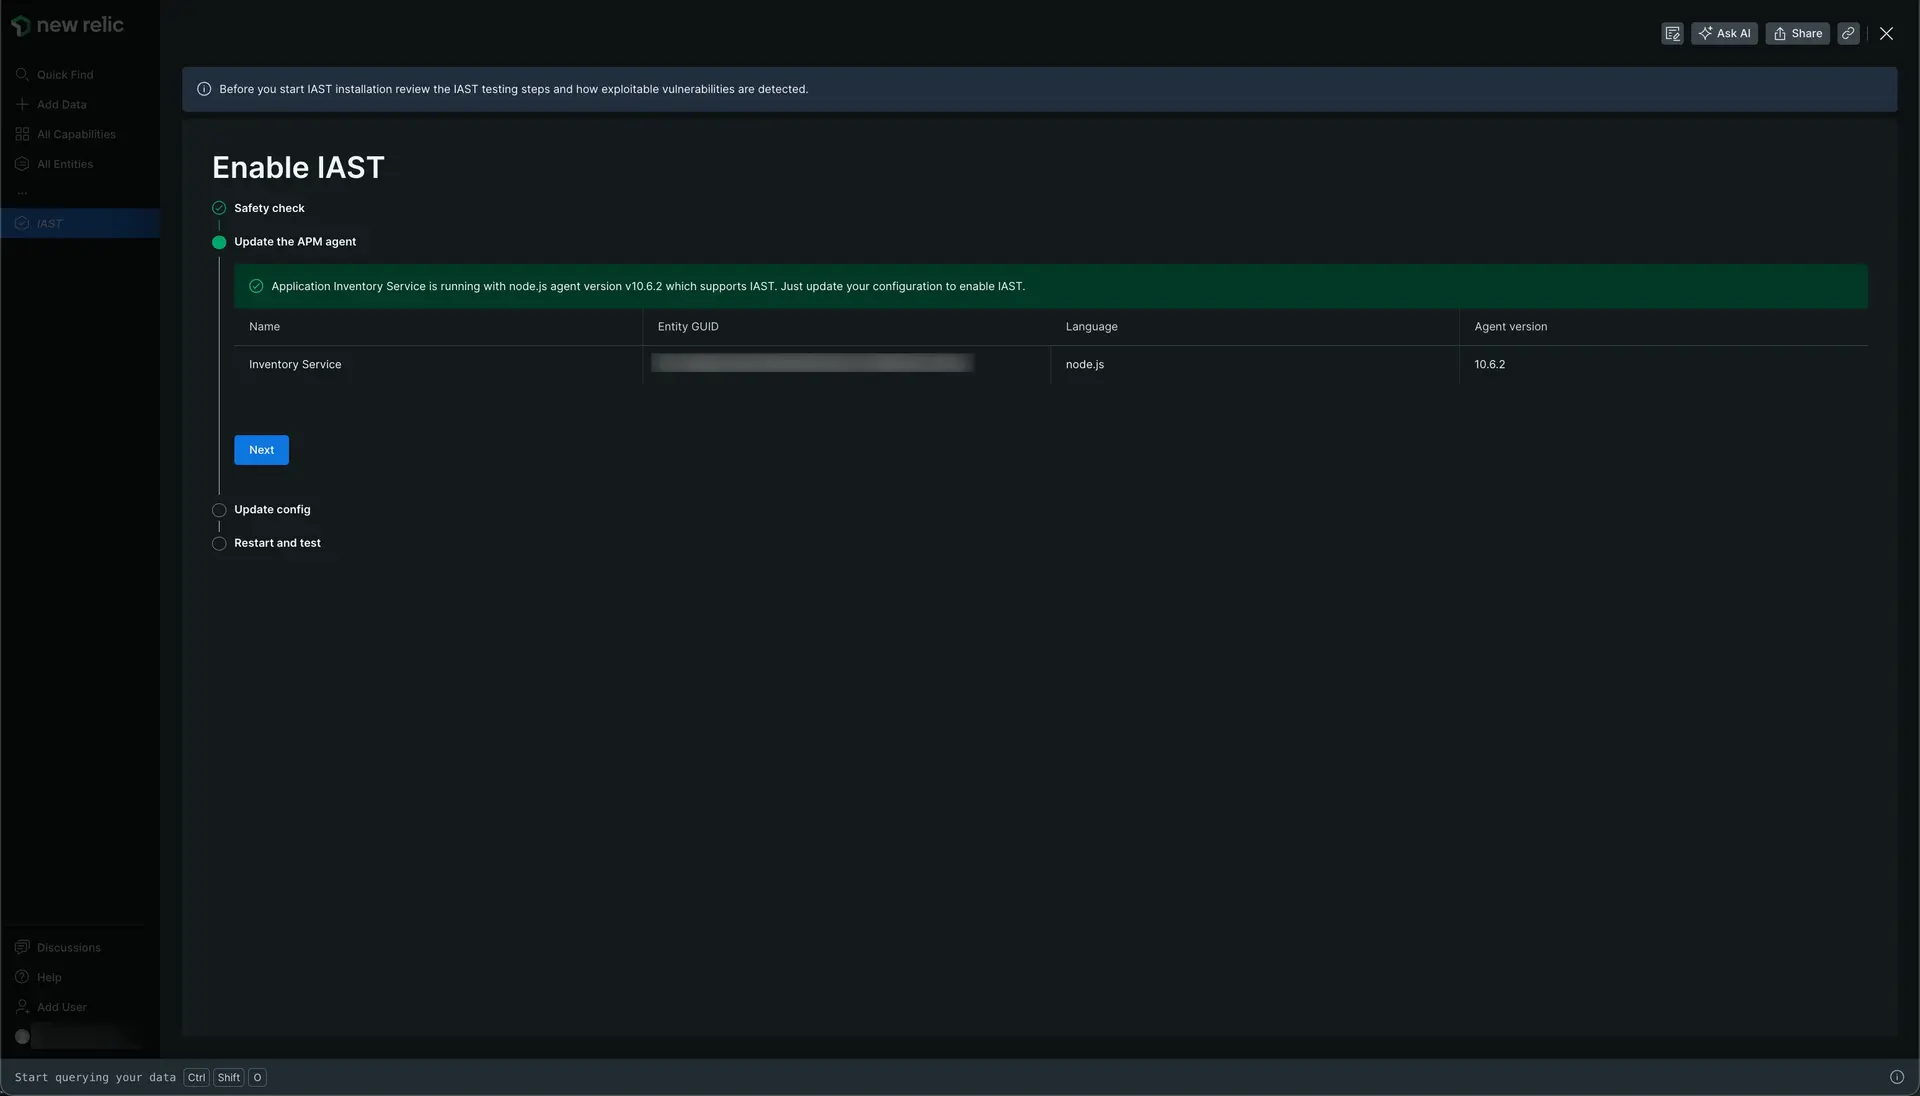 new relic
Quick Find
Add Data
All Capabilities
All Entities
...
IAST
Discussions
Help
Add User
Ask AI
Share
Before you start IAST installation review the IAST testing steps and how exploitable vulnerabilities are detected.
Enable IAST
Safety check
Update the APM agent
Application Inventory Service is running with node.js agent version v10.6.2 which supports IAST. Just update your configuration to enable IAST.
Name Entity GUID Language Agent version
Inventory Service node.js 10.6.2
Next
Update config
Restart and test
Start querying your data Ctrl Shift O